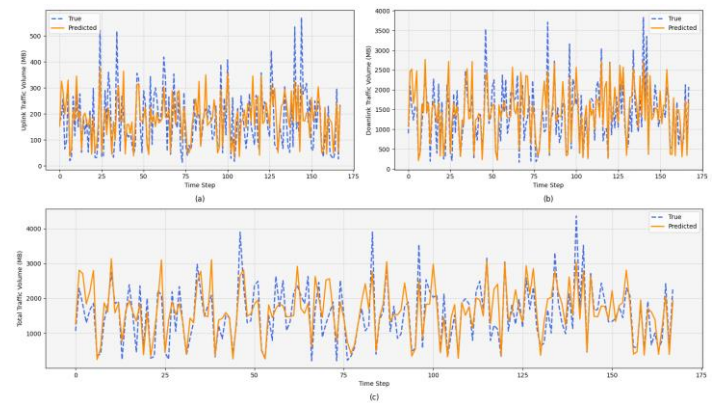 True
Predicted
500
400
300
200
100
0
Uplink Traffic Volume (MB)
0
25
50
75
100
125
150
175
Time Step
(a)
True
Predicted
4000
3500
3000
2500
2000
1500
1000
500
0
Downlink Traffic Volume (MB)
0
25
50
75
100
125
150
175
Time Step
(b)
True
Predicted
4000
3000
2000
1000
Total Traffic Volume (MB)
0
25
50
75
100
125
150
175
Time Step
(c)